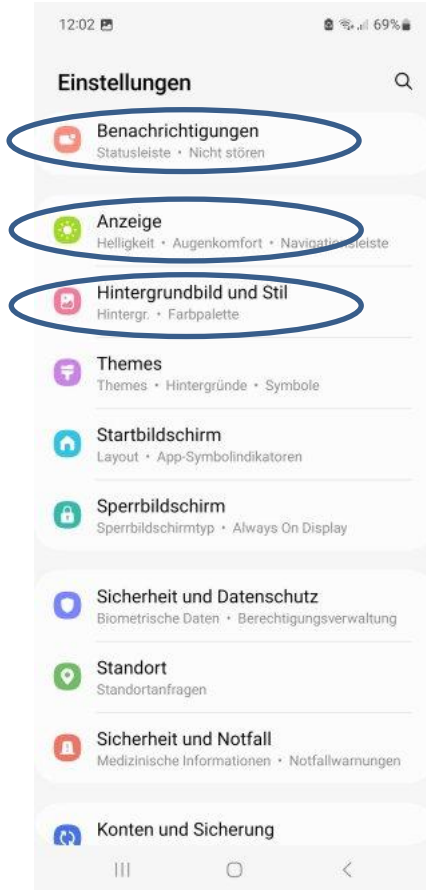 12:02 69%
Einstellungen
Benachrichtigungen
Statusleiste • Nicht stören
Anzeige
Helligkeit • Augenkomfort • Navigationsleiste
Hintergrundbild und Stil
Hintergr. • Farbpalette
Themes
Themes • Hintergründe • Symbole
Startbildschirm
Layout • App-Symbolindikatoren
Sperrbildschirm
Sperrbildschirmtyp • Always On Display
Sicherheit und Datenschutz
Biometrische Daten • Berechtigungsverwaltung
Standort
Standortanfragen
Sicherheit und Notfall
Medizinische Informationen • Notfallwarnungen
Konten und Sicherung